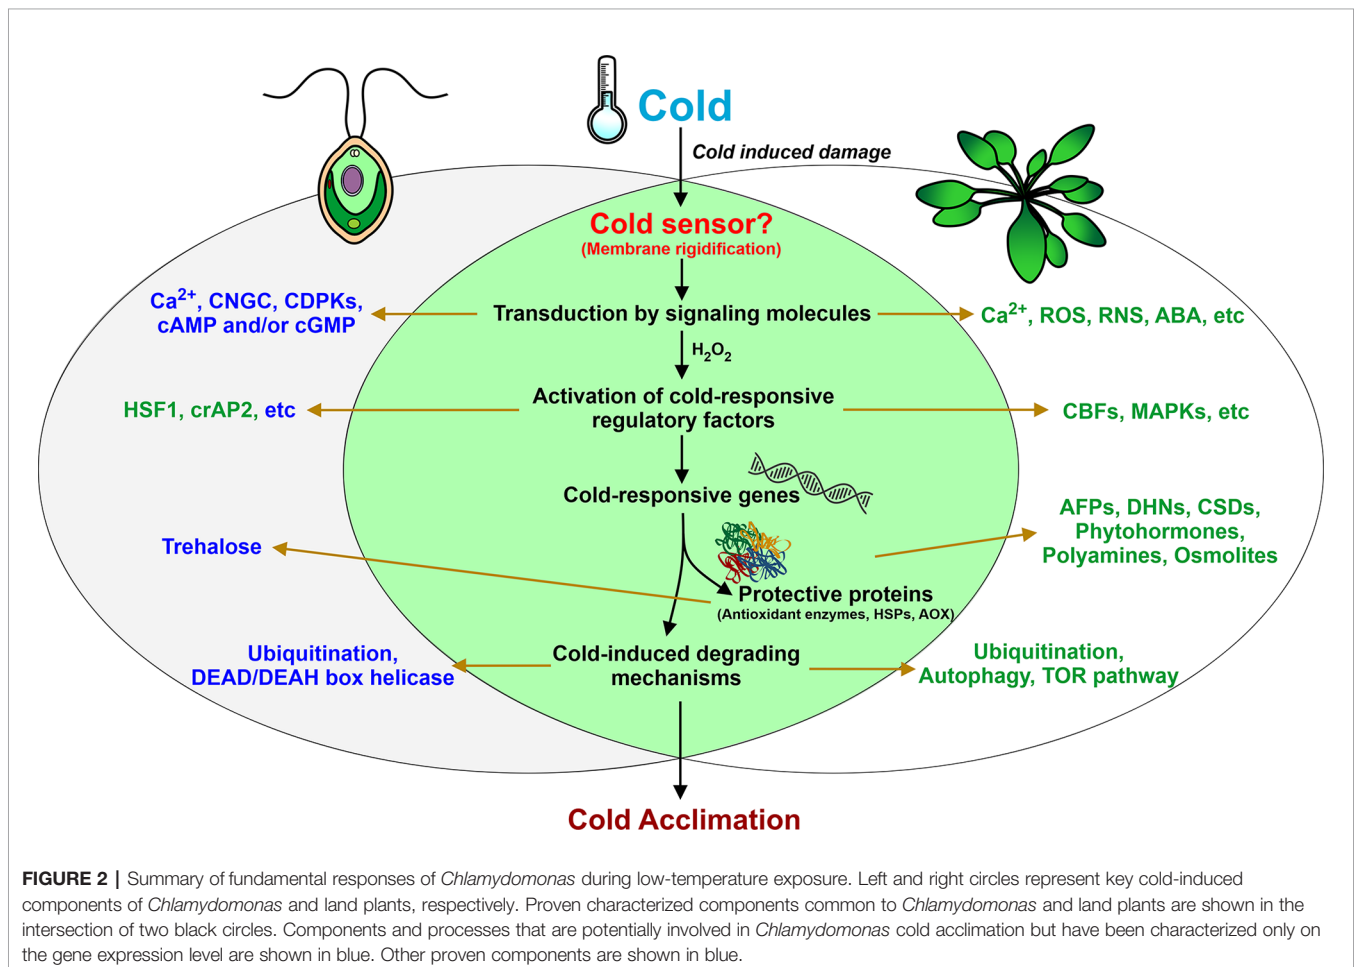 Cold
Cold induced damage
Cold sensor?
(Membrane rigidification)
Ca²⁺, CNGC, CDPKs,
cAMP and/or cGMP
Transduction by signaling molecules
Ca²⁺, ROS, RNS, ABA, etc
H₂O₂
HSF1, crAP2, etc
Activation of cold-responsive
regulatory factors
CBFs, MAPKs, etc
Cold-responsive genes
AFPs, DHNs, CSDs,
Phytohormones,
Polyamines, Osmolites
Trehalose
Protective proteins
(Antioxidant enzymes, HSPs, AOX)
Ubiquitination,
DEAD/DEAH box helicase
Cold-induced degrading
mechanisms
Ubiquitination,
Autophagy, TOR pathway
Cold Acclimation
FIGURE 2 | Summary of fundamental responses of Chlamydomonas during low-temperature exposure. Left and right circles represent key cold-induced
components of Chlamydomonas and land plants, respectively. Proven characterized components common to Chlamydomonas and land plants are shown in the
intersection of two black circles. Components and processes that are potentially involved in Chlamydomonas cold acclimation but have been characterized only on
the gene expression level are shown in blue. Other proven components are shown in blue.